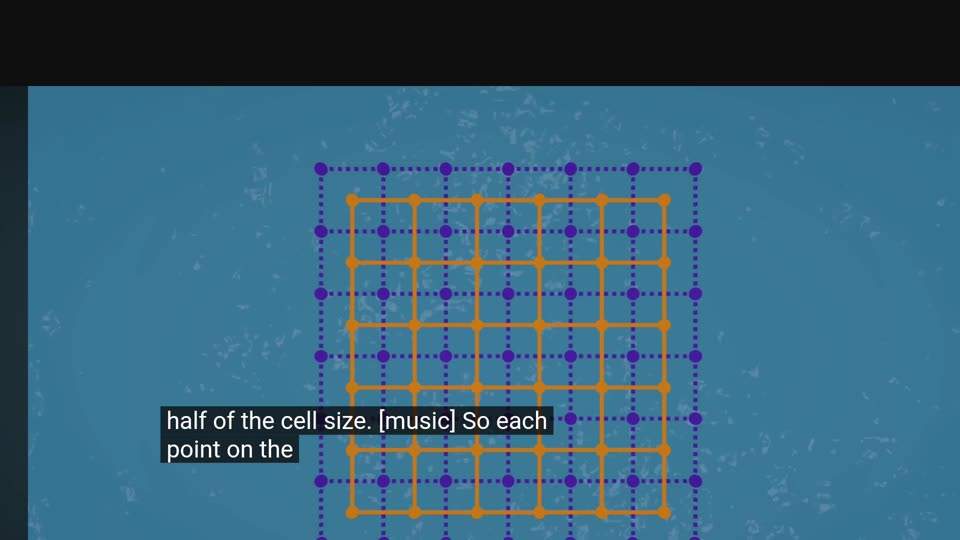 half of the cell size. [music] So each
point on the